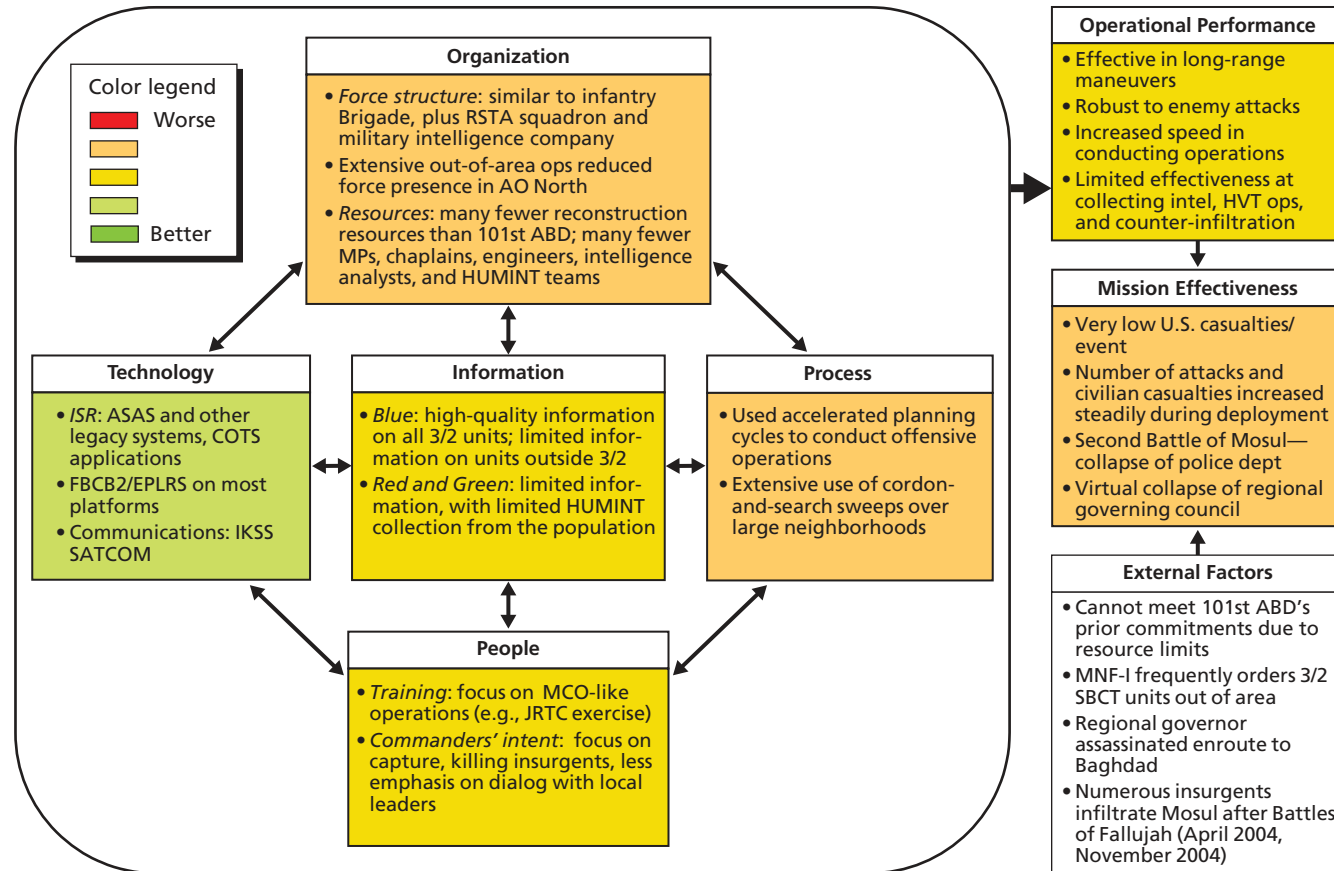 Color legend
Worse
Better
Organization
• Force structure: similar to infantry
Brigade, plus RSTA squadron and
military intelligence company
• Extensive out-of-area ops reduced
force presence in AO North
• Resources: many fewer reconstruction
resources than 101st ABD; many fewer
MPs, chaplains, engineers, intelligence
analysts, and HUMINT teams
Technology
• ISR: ASAS and other
legacy systems, COTS
applications
• FBCB2/EPLRS on most
platforms
• Communications: IKSS
SATCOM
Information
• Blue: high-quality information
on all 3/2 units; limited infor-
mation on units outside 3/2
• Red and Green: limited infor-
mation, with limited HUMINT
collection from the population
Process
• Used accelerated planning
cycles to conduct offensive
operations
• Extensive use of cordon-
and-search sweeps over
large neighborhoods
People
• Training: focus on MCO-like
operations (e.g., JRTC exercise)
• Commanders’ intent: focus on
capture, killing insurgents, less
emphasis on dialog with local
leaders
Operational Performance
• Effective in long-range
maneuvers
• Robust to enemy attacks
• Increased speed in
conducting operations
• Limited effectiveness at
collecting intel, HVT ops,
and counter-infiltration
Mission Effectiveness
• Very low U.S. casualties/
event
• Number of attacks and
civilian casualties increased
steadily during deployment
• Second Battle of Mosul—
collapse of police dept
• Virtual collapse of regional
governing council
External Factors
• Cannot meet 101st ABD’s
prior commitments due to
resource limits
• MNF-I frequently orders 3/2
SBCT units out of area
• Regional governor
assassinated enroute to
Baghdad
• Numerous insurgents
infiltrate Mosul after Battles
of Fallujah (April 2004,
November 2004)